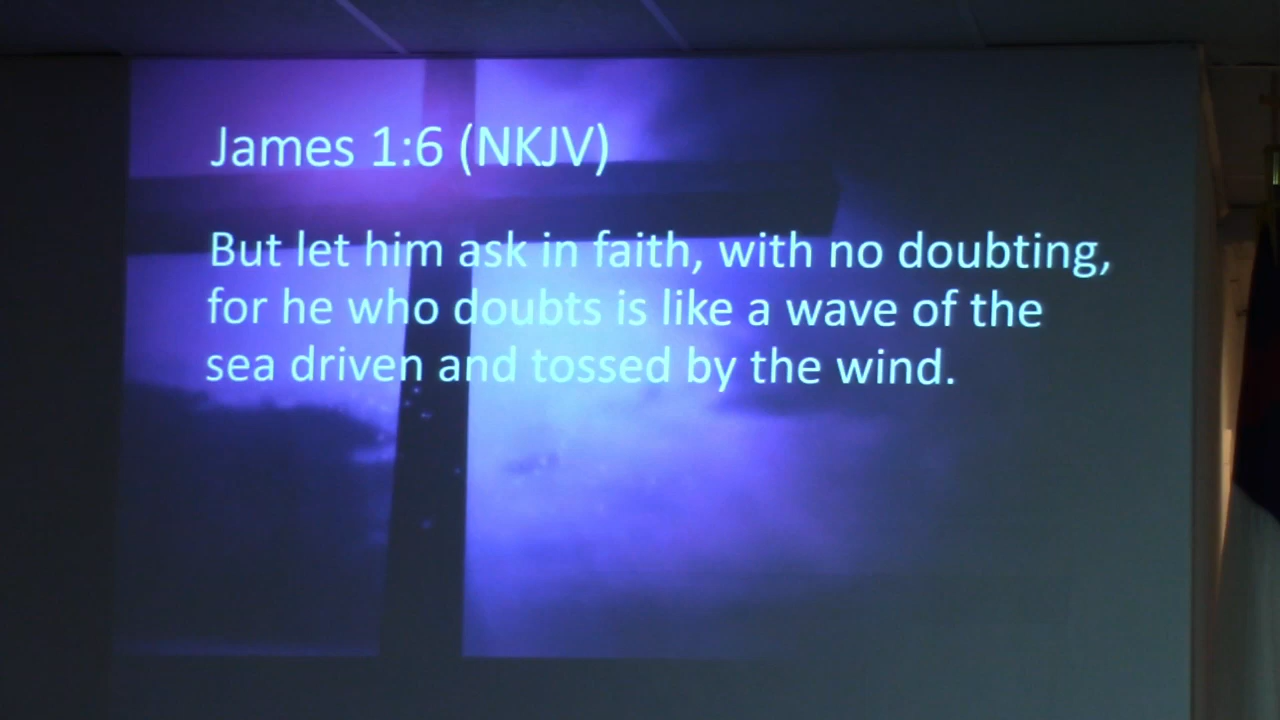 James 1:6 (NKJV)
But let him ask in faith, with no doubting,
for he who doubts is like a wave of the
sea driven and tossed by the wind.